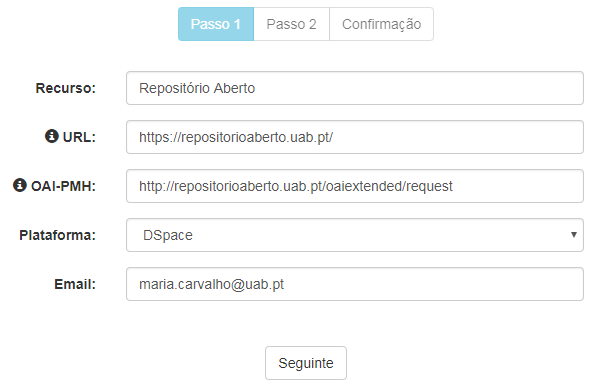 Passo 1 Passo 2 Confirmação
Recurso: Repositório Aberto
URL: https://repositorioaberto.uab.pt/
OAI-PMH: http://repositorioaberto.uab.pt/oaiextended/request
Plataforma: DSpace
Email: maria.carvalho@uab.pt
Seguinte